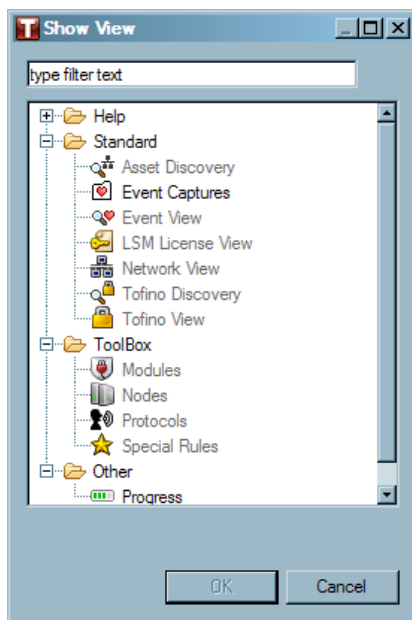 T Show View
type filter text
Help
Standard
Asset Discovery
Event Captures
Event View
LSM License View
Network View
Tofino Discovery
Tofino View
ToolBox
Modules
Nodes
Protocols
Special Rules
Other
Progress
OK
Cancel